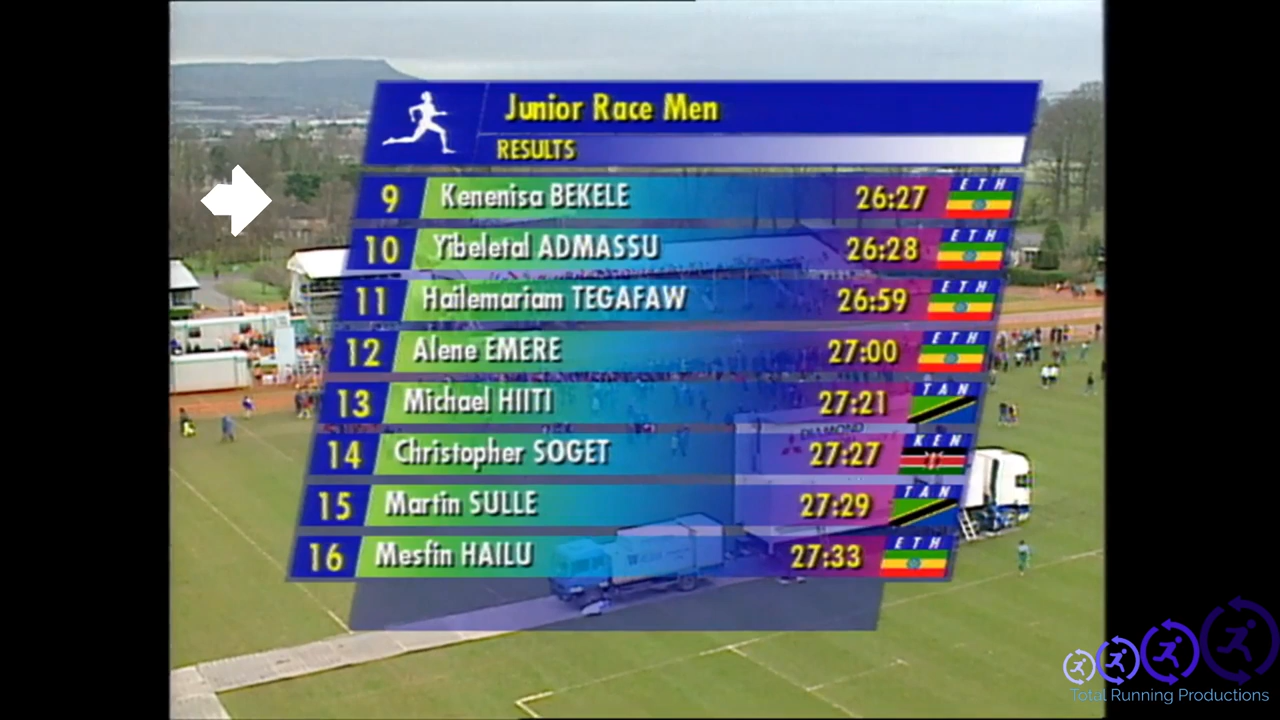 Junior Race Men
RESULTS
9 Kenenisa BEKELE 26:27 ETH
10 Yibeletal ADMASSU 26:28 ETH
11 Hailemariam TEGAFAW 26:59 ETH
12 Alene EMERE 27:00 ETH
13 Michael HIITI 27:21 TAN
DIAMOND
14 Christopher SOGET 27:27 KEN
15 Martin SULLE 27:29 TAN
16 Mesfin HAILU 27:33 ETH
Total Running Productions